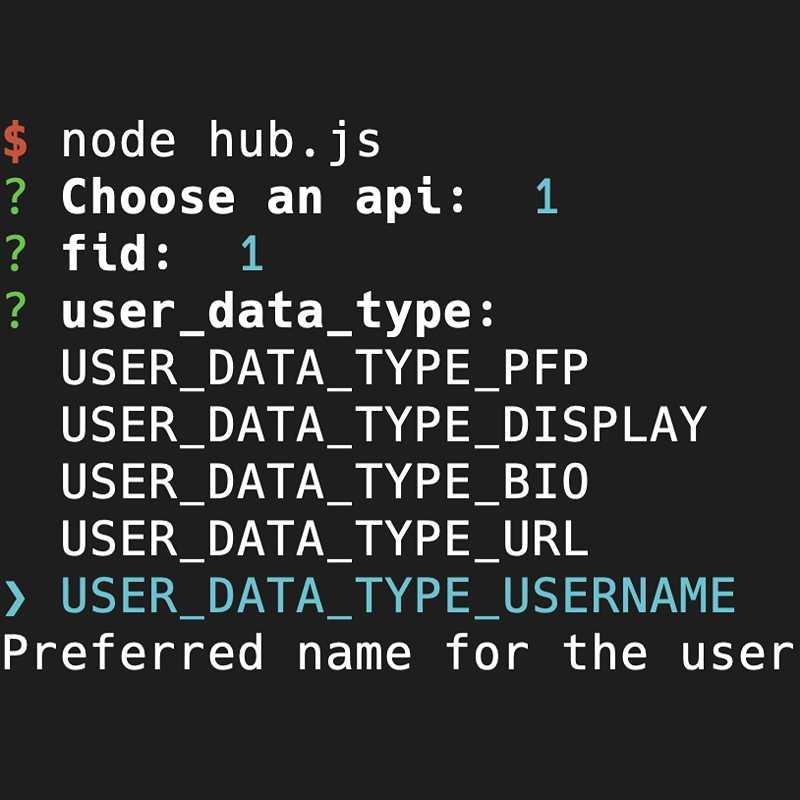 $ node hub.js
? Choose an api: 1
? fid: 1
? user_data_type:
USER_DATA_TYPE_PFP
USER_DATA_TYPE_DISPLAY
USER_DATA_TYPE_BIO
USER_DATA_TYPE_URL
❯ USER_DATA_TYPE_USERNAME
Preferred name for the user